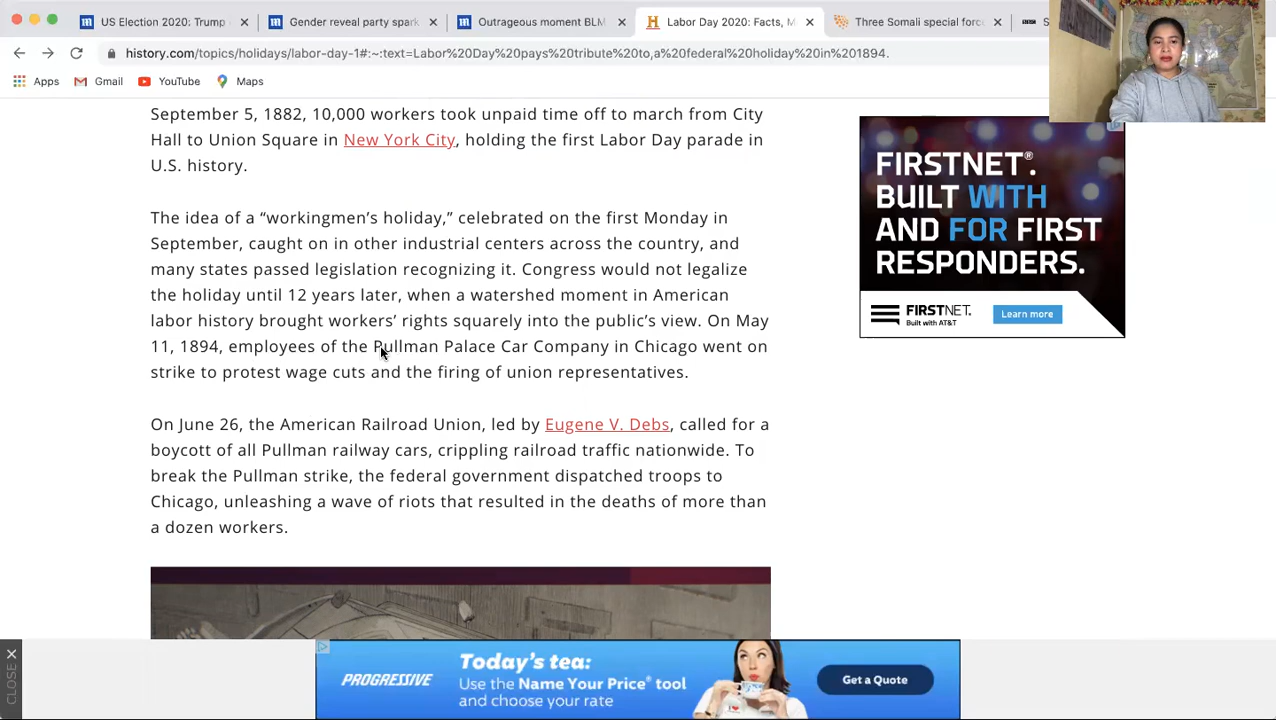 US Election 2020: Trump
Gender reveal party spark
Outrageous moment BLM
Labor Day 2020: Facts, M
Three Somali special forc
S
history.com/topics/holidays/labor-day-1#:~:text=Labor%20Day%20pays%20tribute%20to,a%20federal%20holiday%20in%201894.
Apps Gmail YouTube Maps
September 5, 1882, 10,000 workers took unpaid time off to march from City
Hall to Union Square in New York City, holding the first Labor Day parade in
U.S. history.
The idea of a “workingmen’s holiday,” celebrated on the first Monday in
September, caught on in other industrial centers across the country, and
many states passed legislation recognizing it. Congress would not legalize
the holiday until 12 years later, when a watershed moment in American
labor history brought workers’ rights squarely into the public’s view. On May
11, 1894, employees of the Pullman Palace Car Company in Chicago went on
strike to protest wage cuts and the firing of union representatives.
On June 26, the American Railroad Union, led by Eugene V. Debs, called for a
boycott of all Pullman railway cars, crippling railroad traffic nationwide. To
break the Pullman strike, the federal government dispatched troops to
Chicago, unleashing a wave of riots that resulted in the deaths of more than
a dozen workers.
FIRSTNET®.
BUILT WITH
AND FOR FIRST
RESPONDERS.
FIRSTNET.
Built with AT&T
Learn more
CLOSE
PROGRESSIVE
Today’s tea:
Use the Name Your Price® tool
and choose your rate
Get a Quote